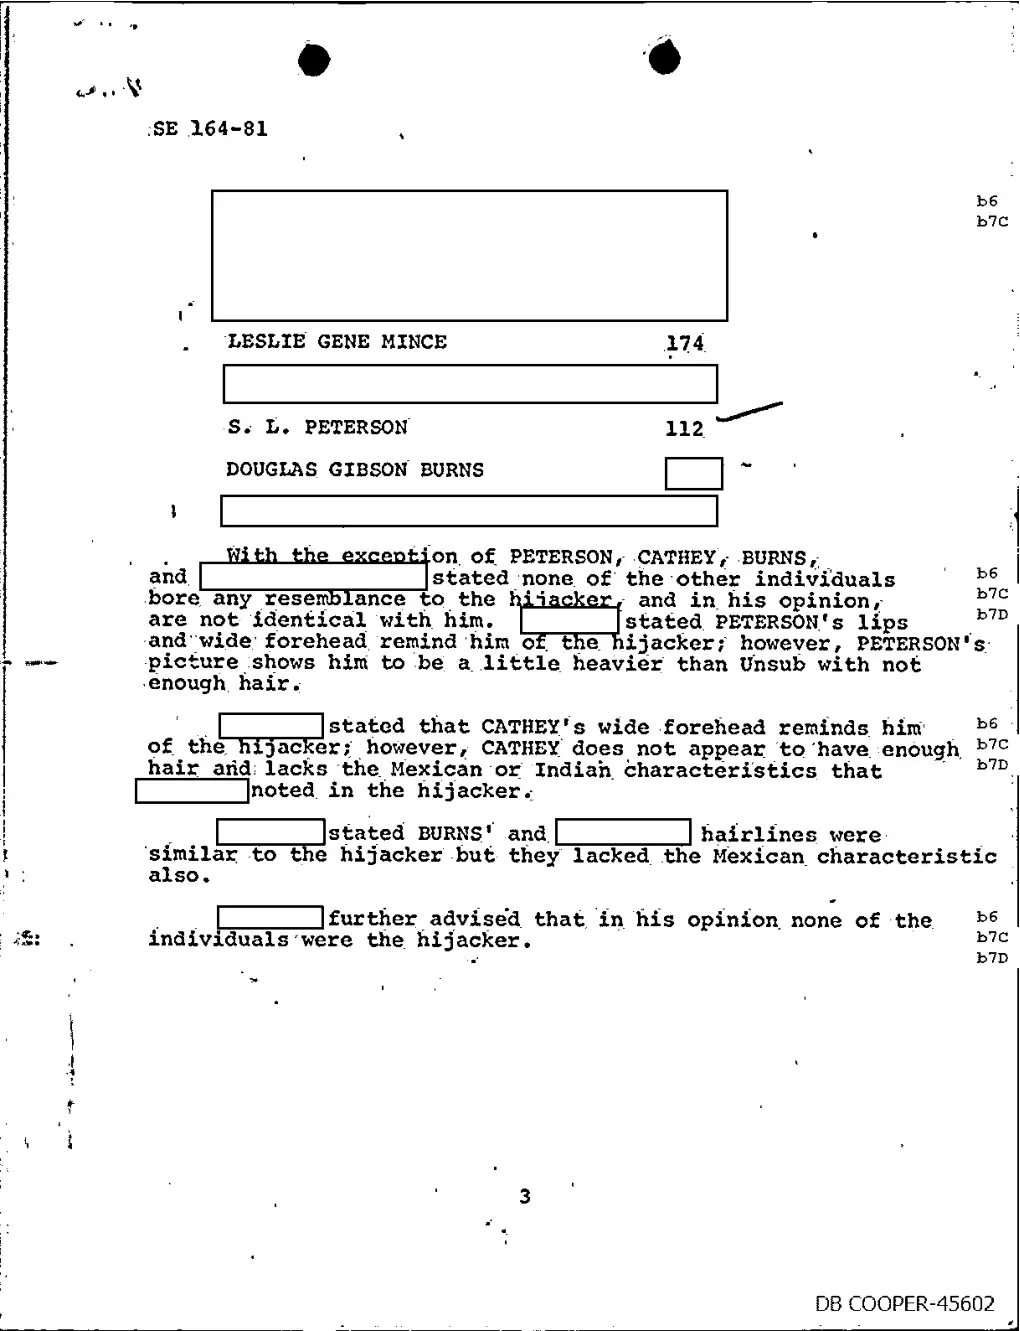 SE 164-81
b6
b7C
LESLIE GENE MINCE 174
S. L. PETERSON 112
DOUGLAS GIBSON BURNS
With the exception of PETERSON, CATHEY, BURNS,
and stated none of the other individuals b6
bore any resemblance to the hijacker, and in his opinion, b7C
are not identical with him. stated PETERSON's lips b7D
and wide forehead remind him of the hijacker; however, PETERSON's
picture shows him to be a little heavier than Unsub with not
enough hair.
stated that CATHEY's wide forehead reminds him b6
of the hijacker; however, CATHEY does not appear to have enough b7C
hair and lacks the Mexican or Indian characteristics that b7D
noted in the hijacker.
stated BURNS' and hairlines were
similar to the hijacker but they lacked the Mexican characteristic
also.
further advised that in his opinion none of the b6
individuals were the hijacker. b7C
b7D
3
DB COOPER-45602